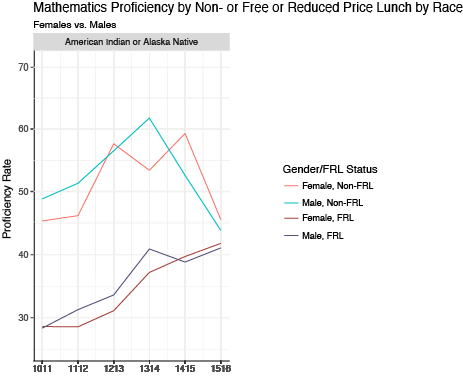 Mathematics Proficiency by Non- or Free or Reduced Price Lunch by Race
Females vs. Males
American Indian or Alaska Native
70
60
50
40
30
Proficiency Rate
1011 1112 1213 1314 1415 1516
Gender/FRL Status
Female, Non-FRL
Male, Non-FRL
Female, FRL
Male, FRL